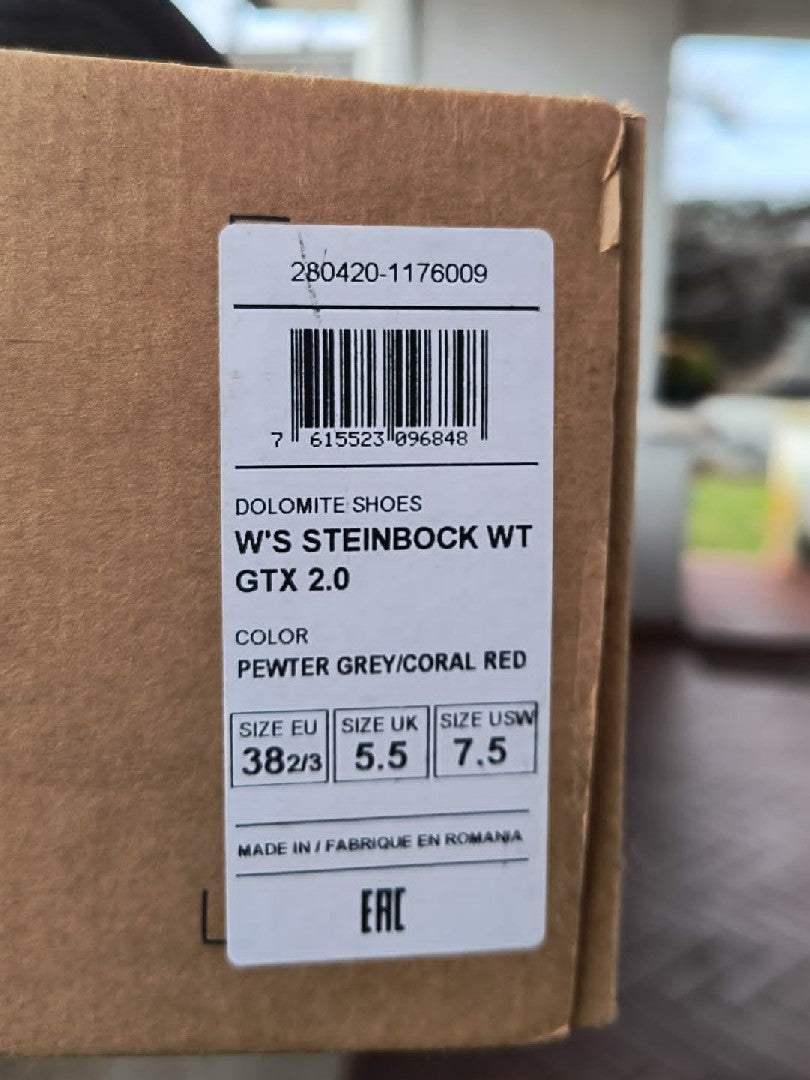 280420-1176009
7 615523 096848
DOLOMITE SHOES
W'S STEINBOCK WT
GTX 2.0
COLOR
PEWTER GREY/CORAL RED
SIZE EU SIZE UK SIZE USW
38 2/3 5.5 7.5
MADE IN / FABRIQUE EN ROMANIA
EAC